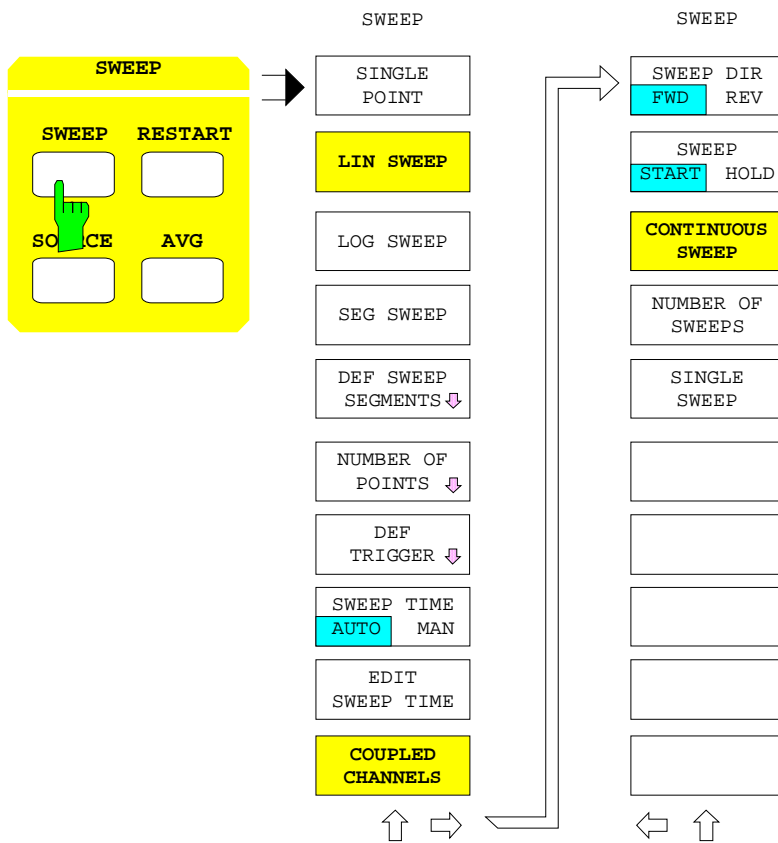 SWEEP
SWEEP RESTART
SO CE AVG
SWEEP
SINGLE
POINT
LIN SWEEP
LOG SWEEP
SEG SWEEP
DEF SWEEP
SEGMENTS
NUMBER OF
POINTS
DEF
TRIGGER
SWEEP TIME
AUTO MAN
EDIT
SWEEP TIME
COUPLED
CHANNELS
SWEEP
SWEEP DIR
FWD REV
SWEEP
START HOLD
CONTINUOUS
SWEEP
NUMBER OF
SWEEPS
SINGLE
SWEEP